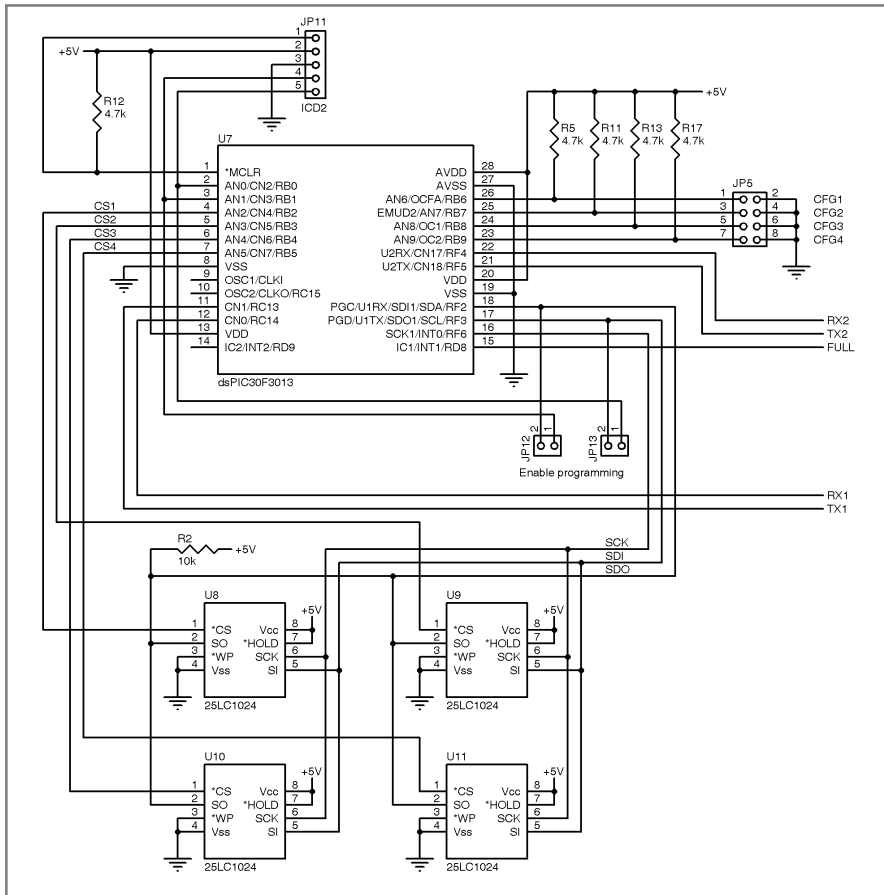 JP11
1
+5V 2
3
4
5
R12
4.7k
ICD2
+5V
R5 R11 R13 R17
4.7k 4.7k 4.7k 4.7k
U7
1 *MCLR AVDD 28
2 AN0/CN2/RB0 AVSS 27
3 AN1/CN3/RB1 AN6/OCFA/RB6 26
CS1 4 AN2/CN4/RB2 EMUD2/AN7/RB7 25
CS2 5 AN3/CN5/RB3 AN8/OC1/RB8 24
CS3 6 AN4/CN6/RB4 AN9/OC2/RB9 23
CS4 7 AN5/CN7/RB5 U2RX/CN17/RF4 22
8 VSS U2TX/CN18/RF5 21
9 OSC1/CLKI VDD 20
10 OSC2/CLKO/RC15 VSS 19
11 CN1/RC13 PGC/U1RX/SDI1/SDA/RF2 18
12 CN0/RC14 PGD/U1TX/SDO1/SCL/RF3 17
13 VDD SCK1/INT0/RF6 16
14 IC2/INT2/RD9 IC1/INT1/RD8 15
dsPIC30F3013
JP5
1 2 CFG1
3 4 CFG2
5 6 CFG3
7 8 CFG4
RX2
TX2
FULL
JP12 2 1
JP13 2 1
Enable programming
RX1
TX1
R2
10k
+5V
SCK
SDI
SDO
U8
+5V
1 *CS Vcc 8
2 SO *HOLD 7
3 *WP SCK 6
4 Vss SI 5
25LC1024
U9
+5V
1 *CS Vcc 8
2 SO *HOLD 7
3 *WP SCK 6
4 Vss SI 5
25LC1024
U10
+5V
1 *CS Vcc 8
2 SO *HOLD 7
3 *WP SCK 6
4 Vss SI 5
25LC1024
U11
+5V
1 *CS Vcc 8
2 SO *HOLD 7
3 *WP SCK 6
4 Vss SI 5
25LC1024